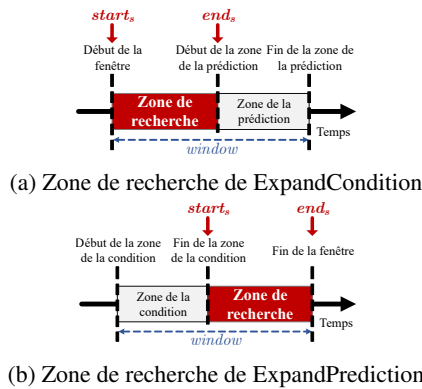 start_s end_s
Début de la fenêtre Début de la zone de la prédiction Fin de la zone de la prédiction
Zone de recherche Zone de la prédiction
Temps
window
(a) Zone de recherche de ExpandCondition
start_s end_s
Début de la zone de la condition Fin de la zone de la condition Fin de la fenêtre
Zone de la condition Zone de recherche
Temps
window
(b) Zone de recherche de ExpandPrediction